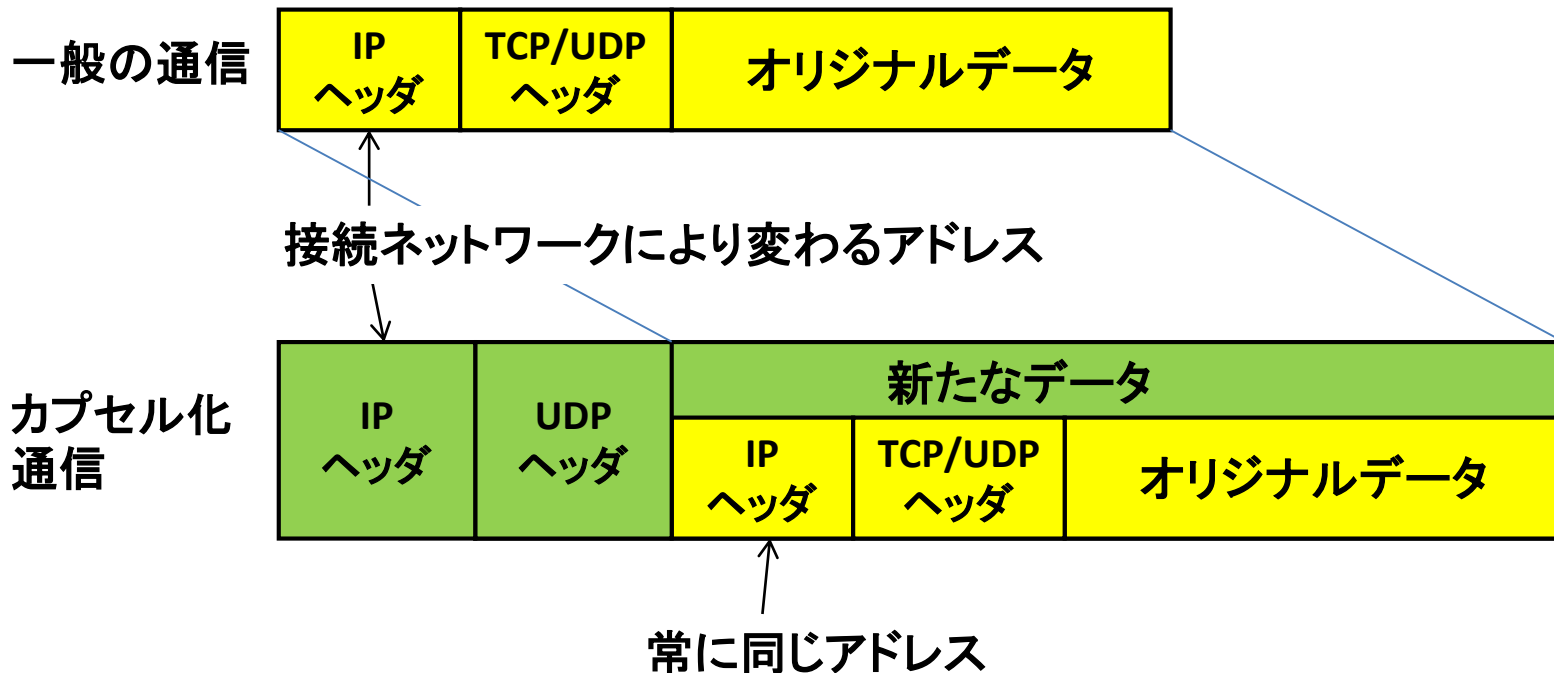 一般の通信
IP
ヘッダ
TCP/UDP
ヘッダ
オリジナルデータ
接続ネットワークにより変わるアドレス
カプセル化
通信
IP
ヘッダ
UDP
ヘッダ
新たなデータ
IP
ヘッダ
TCP/UDP
ヘッダ
オリジナルデータ
常に同じアドレス